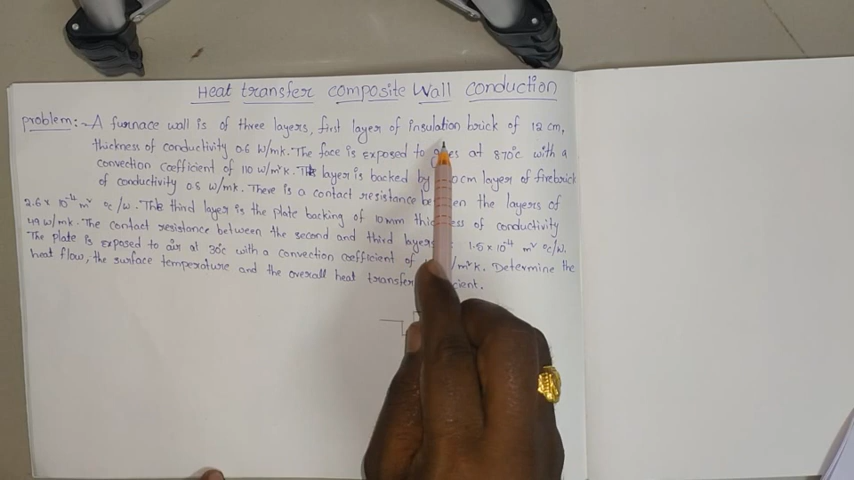 Heat transfer composite Wall conduction
problem:- A furnace wall is of three layers, first layer of insulation brick of 12 cm,
thickness of conductivity 0.6 W/mk. The face is exposed to gases at 870°c with a
convection coefficient of 110 W/m²k. The layer is backed by 0 cm layer of firebrick
of conductivity 0.8 W/mk. There is a contact resistance between the layers of
2.6 x 10⁻⁴ m² °c/W. The third layer is the plate backing of 10mm thickness of conductivity
49 W/mk. The contact resistance between the second and third layers 1.5 x 10⁻⁴ m² °c/W.
The plate is exposed to air at 30°c with a convection coefficient of /m²k. Determine the
heat flow, the surface temperature and the overall heat transfer